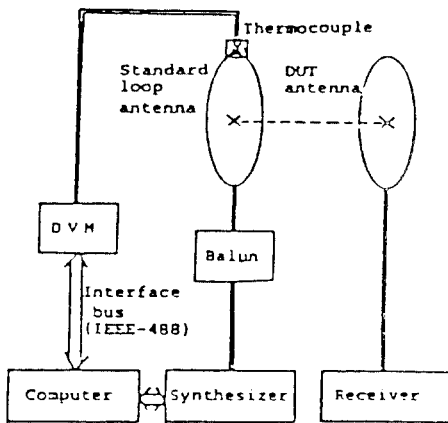 Thermocouple
Standard
loop
antenna
DUT
antenna
DVM
Balun
Interface
bus
(IEEE-488)
Computer
Synthesizer
Receiver